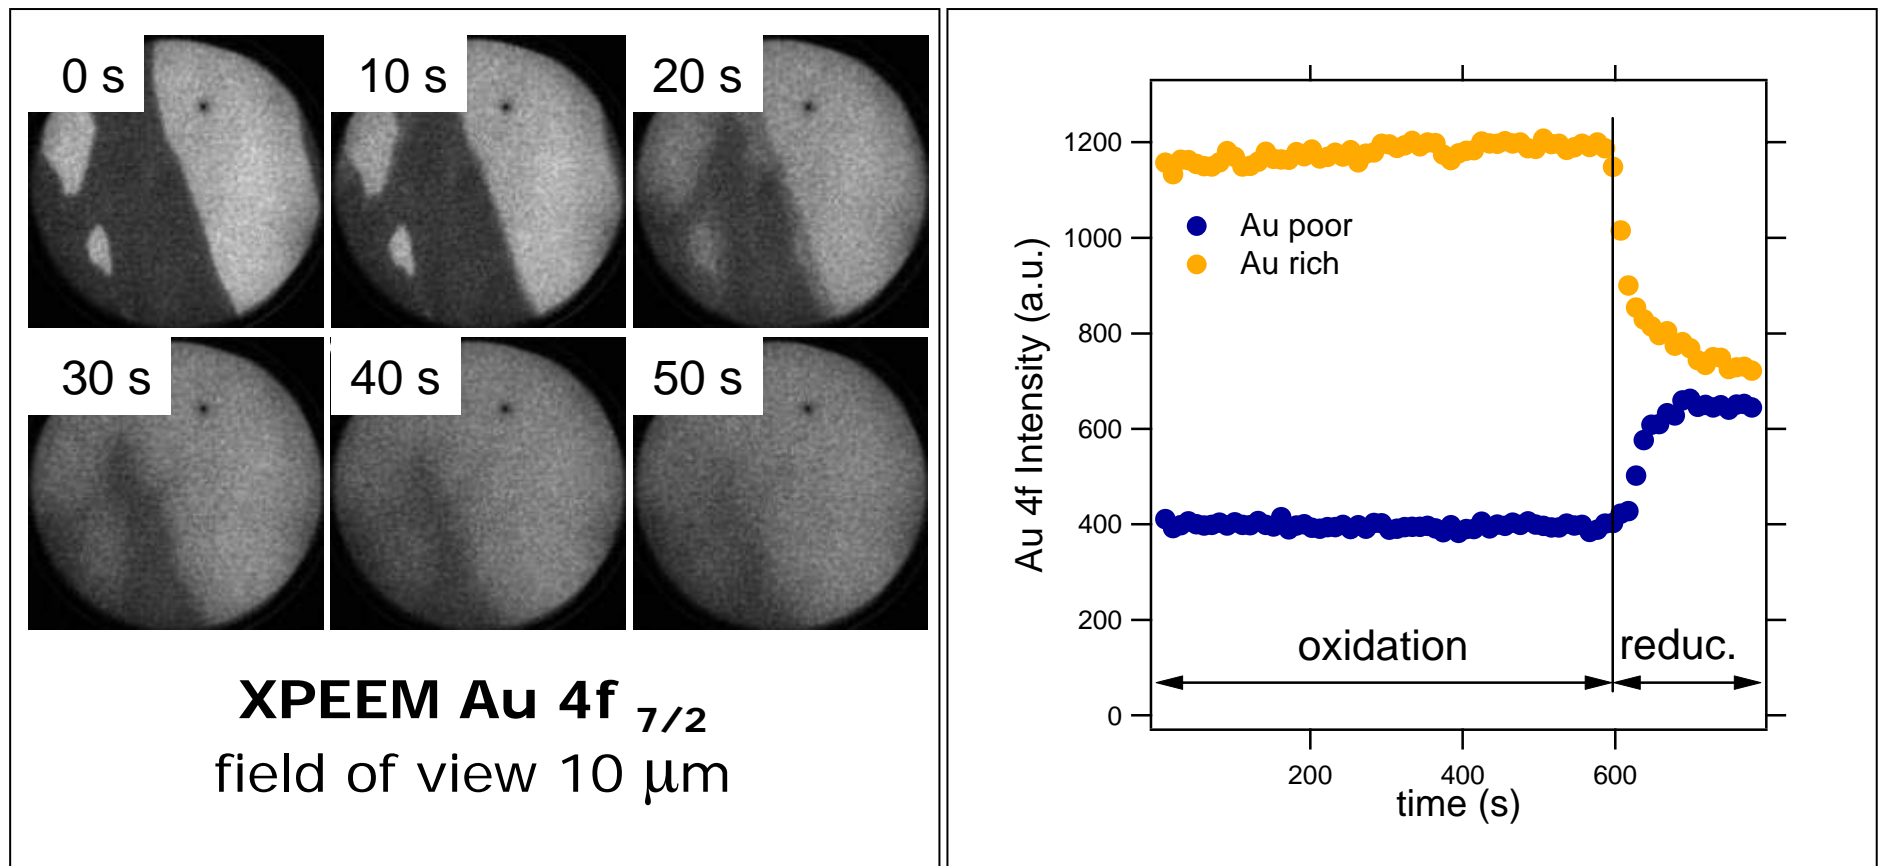 0 s
10 s
20 s
30 s
40 s
50 s
XPEEM Au 4f 7/2
field of view 10 μm
1200
1000
800
600
400
200
0
Au 4f Intensity (a.u.)
Au poor
Au rich
oxidation
reduc.
200
400
600
time (s)